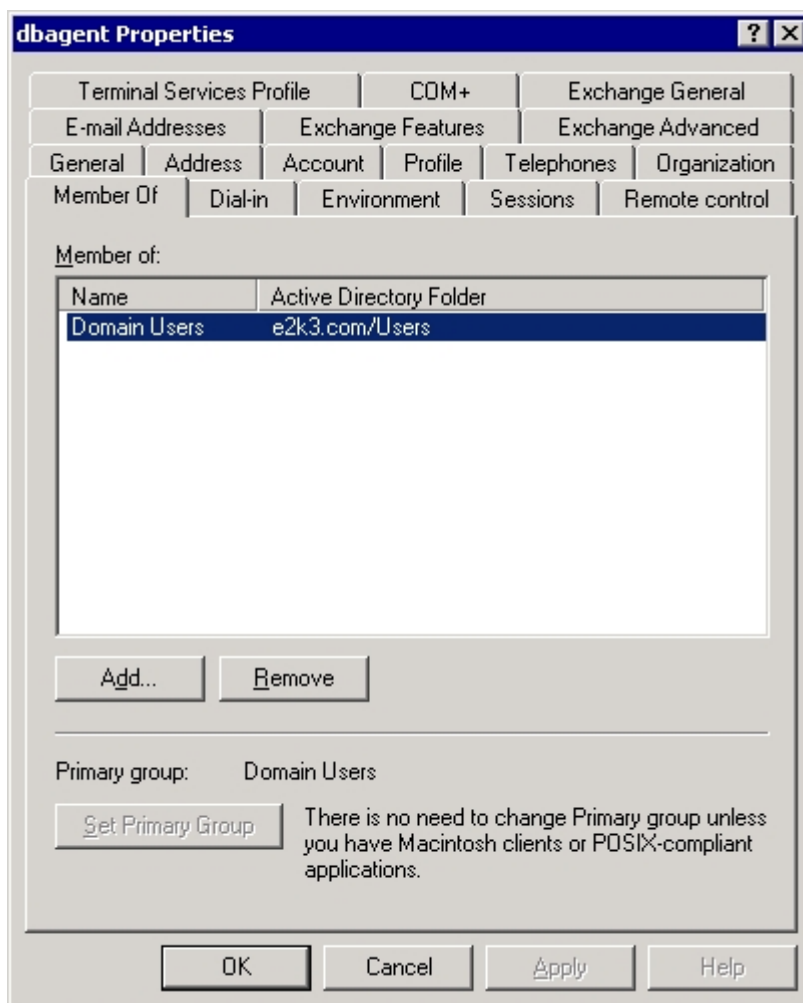 dbagent Properties
Terminal Services Profile COM+ Exchange General
E-mail Addresses Exchange Features Exchange Advanced
General Address Account Profile Telephones Organization
Member Of Dial-in Environment Sessions Remote control
Member of:
Name Active Directory Folder
Domain Users e2k3.com/Users
Add... Remove
Primary group: Domain Users
Set Primary Group
There is no need to change Primary group unless
you have Macintosh clients or POSIX-compliant
applications.
OK Cancel Apply Help